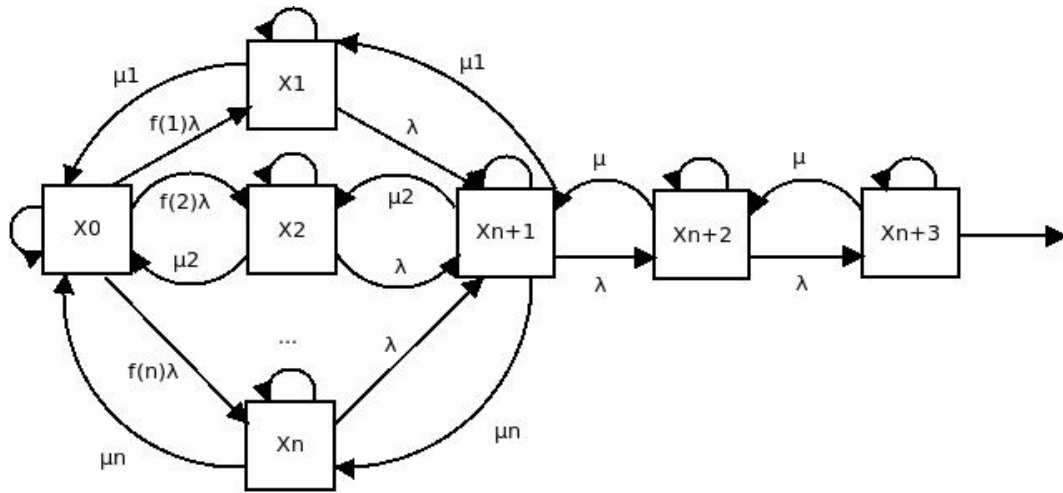 X1
μ1
μ1
f(1)λ
λ
X0
f(2)λ
μ2
X2
μ2
λ
Xn+1
μ
λ
Xn+2
μ
λ
Xn+3
...
f(n)λ
λ
Xn
μn
μn